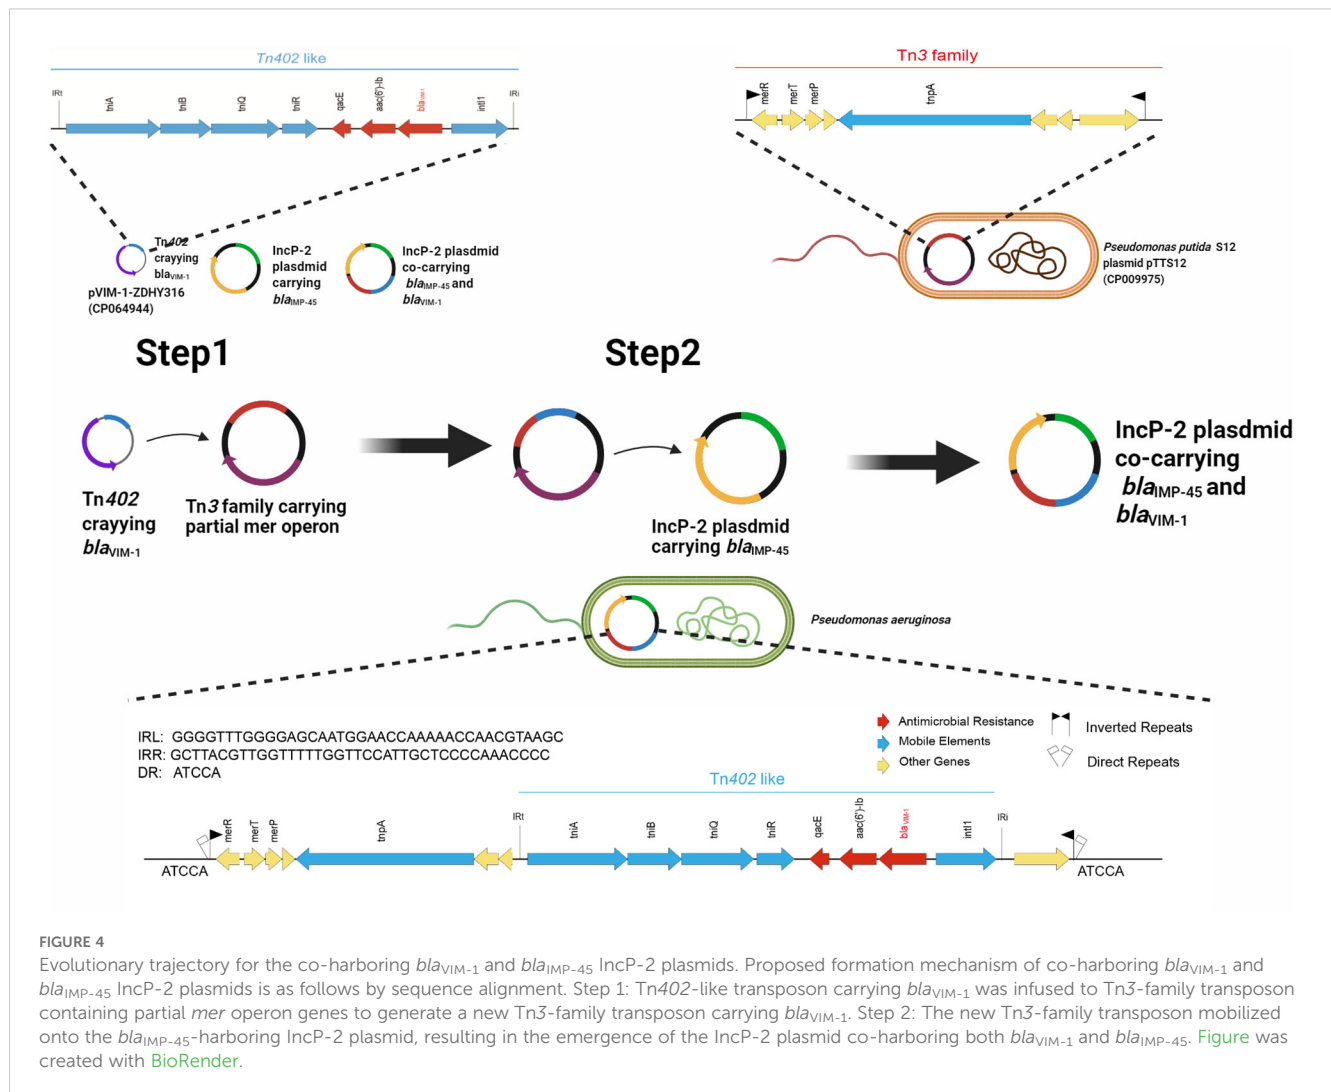 Tn402 like
IRt
tniA
tniB
tniQ
tniR
qacE
aac(6')-Ib
blaVIM-1
intI1
IRi
Tn3 family
merR
merT
merP
tnpA
Tn402
crayying
blaVIM-1
pVIM-1-ZDHY316
(CP064944)
IncP-2
plasdmid
carrying
blaIMP-45
IncP-2 plasdmid
co-carrying
blaIMP-45 and
blaVIM-1
Pseudomonas putida S12
plasmid pTTS12
(CP009975)
Step1
Step2
Tn402
crayying
blaVIM-1
Tn3 family carrying
partial mer operon
IncP-2 plasdmid
carrying blaIMP-45
IncP-2 plasdmid
co-carrying
blaIMP-45 and
blaVIM-1
Pseudomonas aeruginosa
IRL: GGGGTTTGGGGAGCAATGGAACCAAAAACCAACGTAAGC
IRR: GCTTACGTTGGTTTTTGGTTCCATTGCTCCCCAAACCCC
DR: ATCCA
Antimicrobial Resistance
Mobile Elements
Other Genes
Inverted Repeats
Direct Repeats
Tn402 like
ATCCA
merR
merT
merP
tnpA
IRt
tniA
tniB
tniQ
tniR
qacE
aac(6')-Ib
blaVIM-1
intI1
IRi
ATCCA
FIGURE 4
Evolutionary trajectory for the co-harboring blaVIM-1 and blaIMP-45 IncP-2 plasmids. Proposed formation mechanism of co-harboring blaVIM-1 and
blaIMP-45 IncP-2 plasmids is as follows by sequence alignment. Step 1: Tn402-like transposon carrying blaVIM-1 was infused to Tn3-family transposon
containing partial mer operon genes to generate a new Tn3-family transposon carrying blaVIM-1. Step 2: The new Tn3-family transposon mobilized
onto the blaIMP-45-harboring IncP-2 plasmid, resulting in the emergence of the IncP-2 plasmid co-harboring both blaVIM-1 and blaIMP-45. Figure was
created with BioRender.